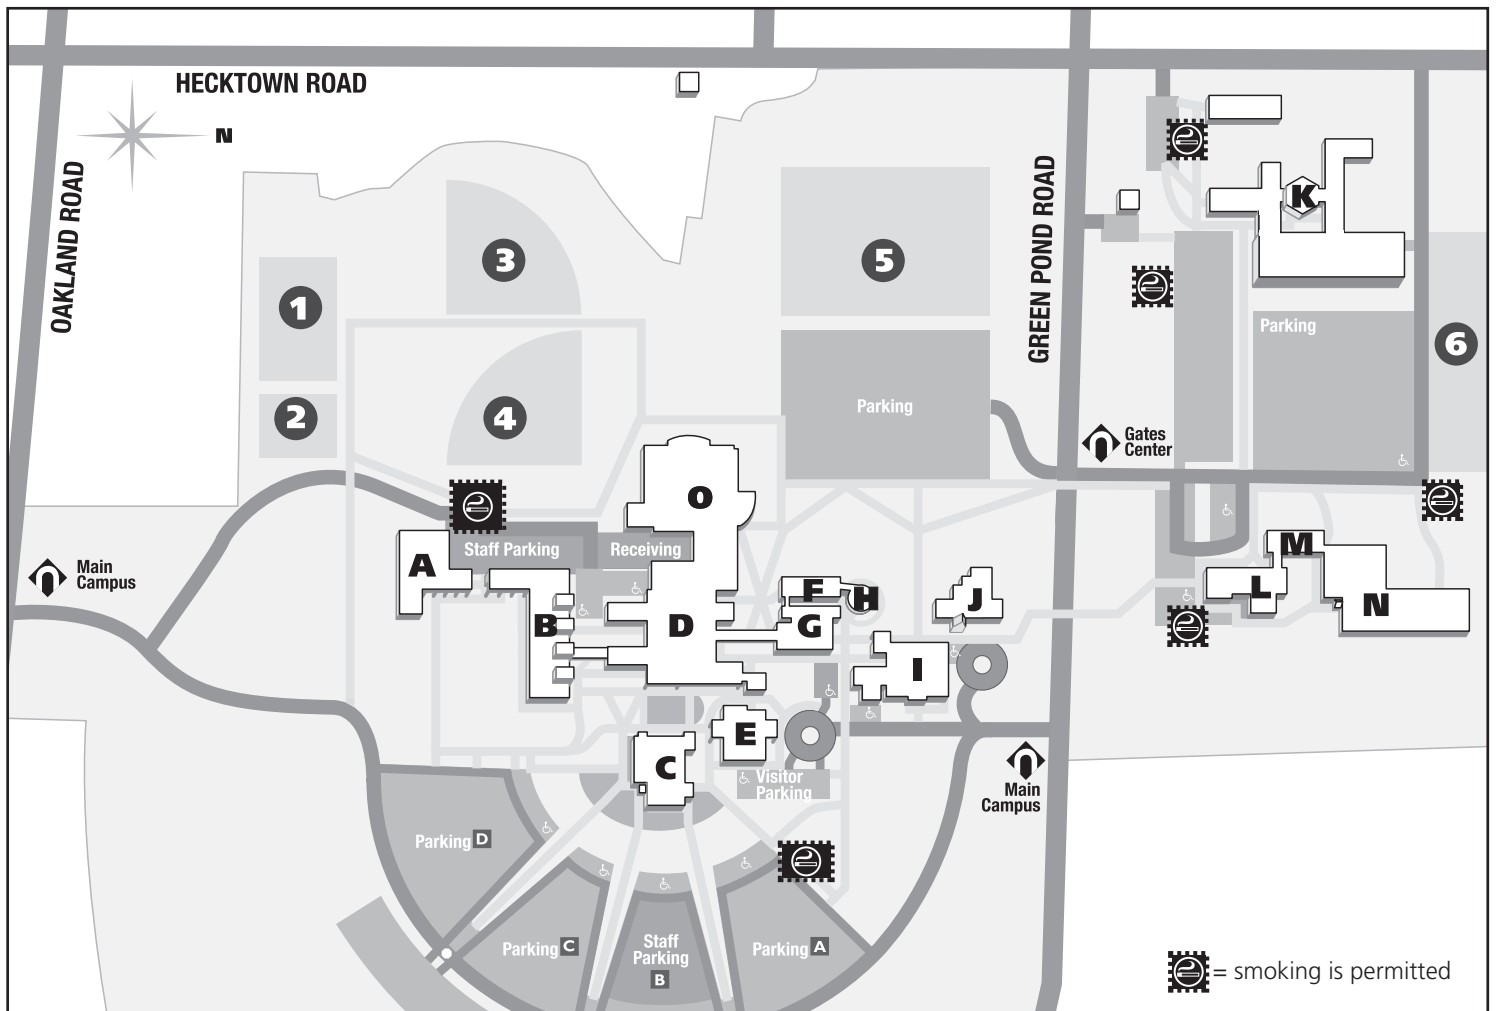 HECKTOWN ROAD
N
OAKLAND ROAD
GREEN POND ROAD
K
3
5
1
Parking
6
2
4
Parking
Gates
Center
O
Staff Parking
Receiving
A
M
Main
Campus
F
H
J
L
N
B
D
G
I
E
C
Visitor
Parking
Main
Campus
Parking D
Parking C
Staff
Parking
B
Parking A
= smoking is permitted